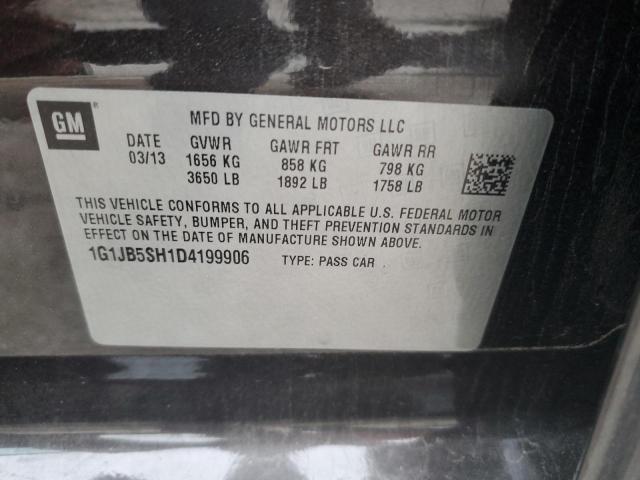 GM®
MFD BY GENERAL MOTORS LLC
DATE GVWR GAWR FRT GAWR RR
03/13 1656 KG 858 KG 798 KG
3650 LB 1892 LB 1758 LB
THIS VEHICLE CONFORMS TO ALL APPLICABLE U.S. FEDERAL MOTOR
VEHICLE SAFETY, BUMPER, AND THEFT PREVENTION STANDARDS IN
EFFECT ON THE DATE OF MANUFACTURE SHOWN ABOVE.
1G1JB5SH1D4199906 TYPE: PASS CAR